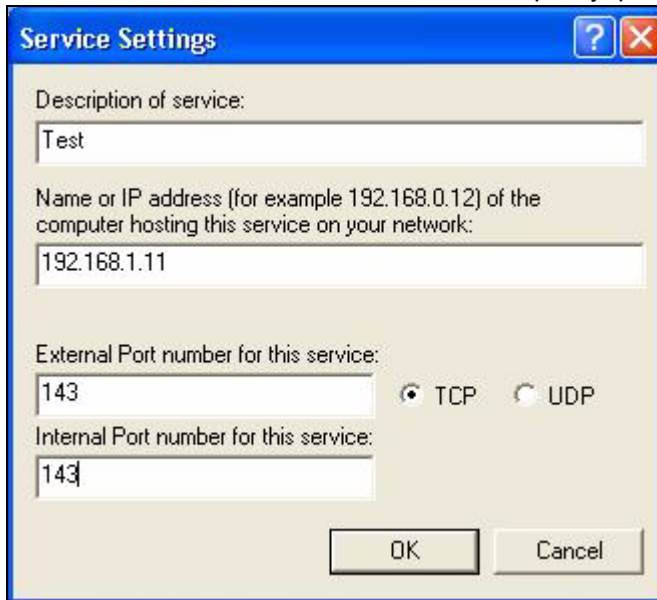 Service Settings
Description of service:
Test
Name or IP address (for example 192.168.0.12) of the
computer hosting this service on your network:
192.168.1.11
External Port number for this service:
143
TCP
UDP
Internal Port number for this service:
143
OK
Cancel